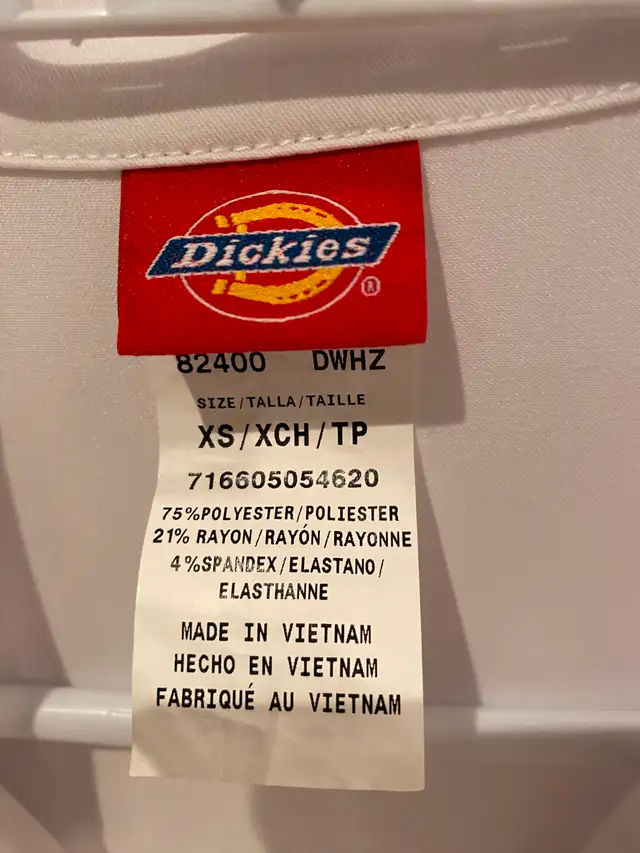 Dickies
®
82400 DWHZ
SIZE/TALLA/TAILLE
XS/XCH/TP
716605054620
75%POLYESTER/POLIESTER
21% RAYON/RAYÓN/RAYONNE
4%SPANDEX/ELASTANO/
ELASTHANNE
MADE IN VIETNAM
HECHO EN VIETNAM
FABRIQUÉ AU VIETNAM